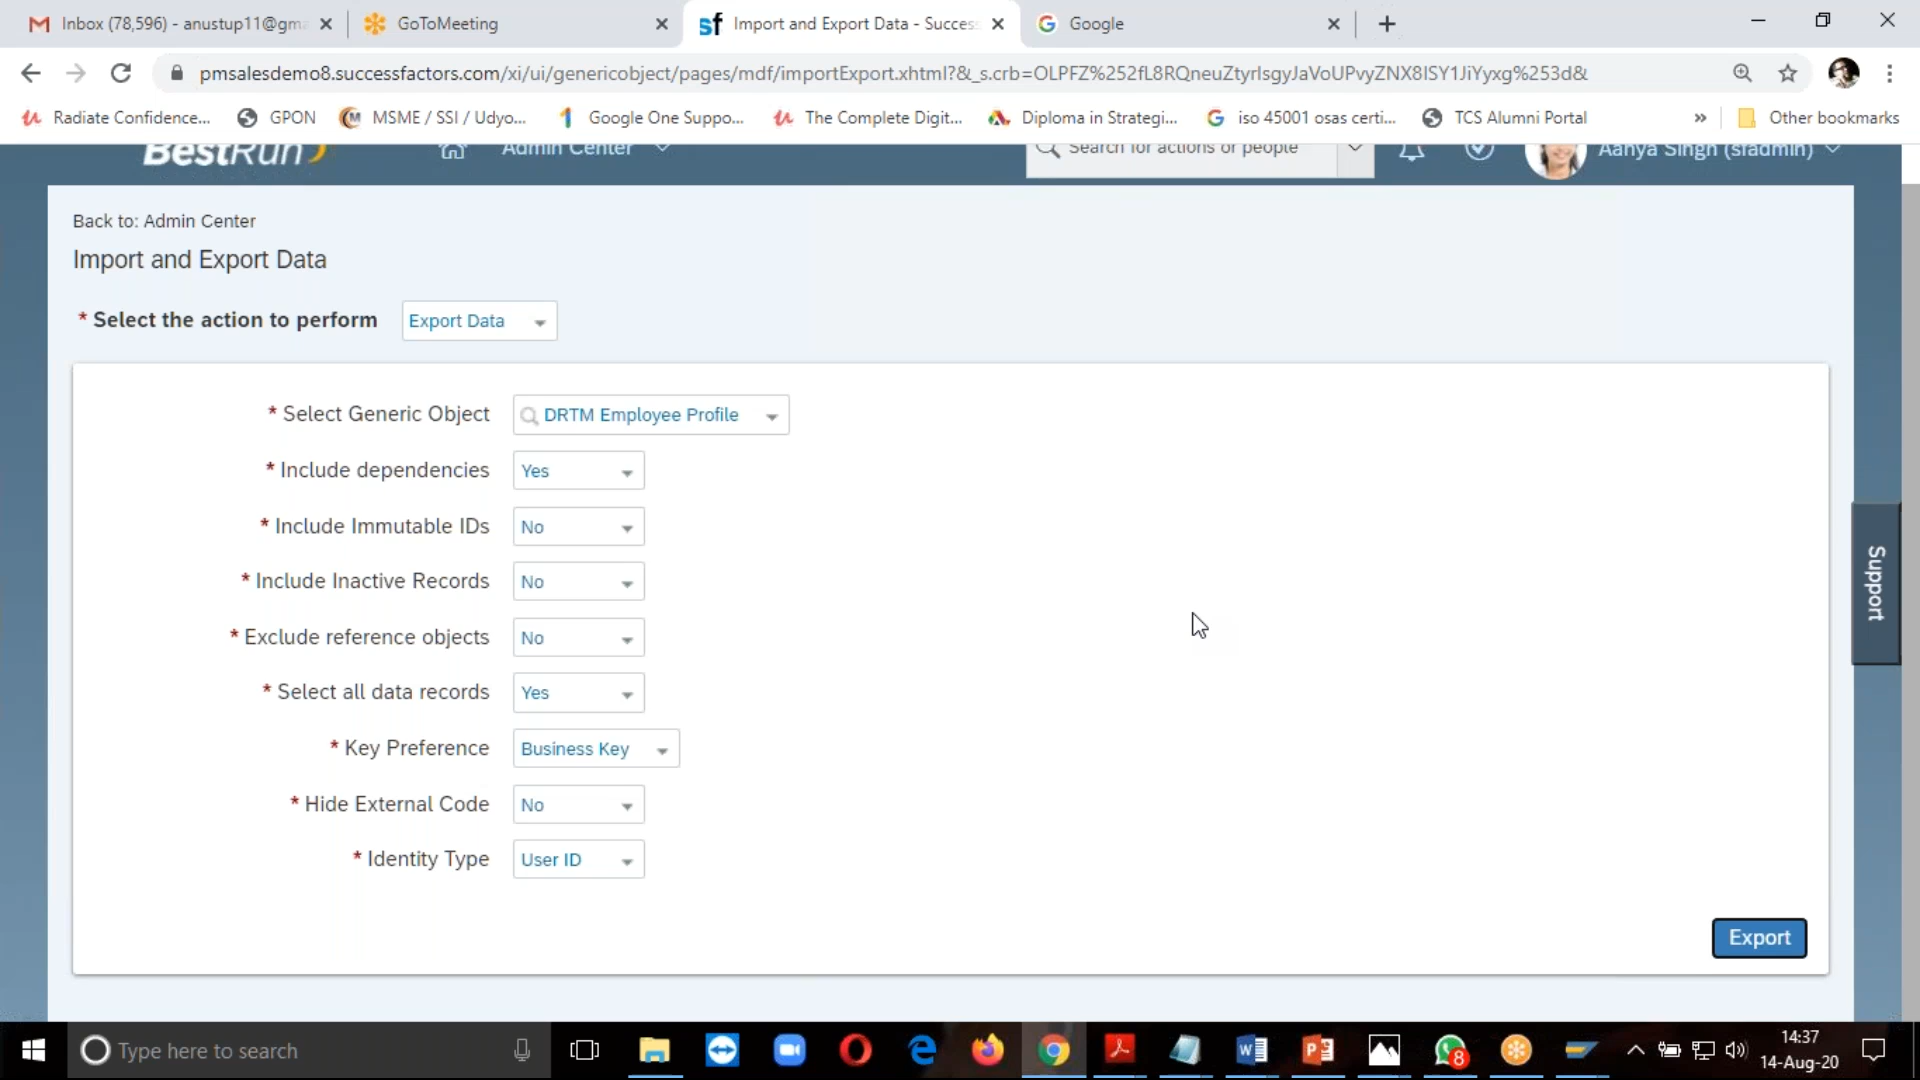 Inbox (78,596) - anustup11@gma
GoToMeeting
sf Import and Export Data - Success
Google
pmsalesdemo8.successfactors.com/xi/ui/genericobject/pages/mdf/importExport.xhtml?&_s.crb=OLPFZ%252fL8RQneuZtyrIsgyJaVoUPvyZNX8ISY1JiYyxg%253d&
Radiate Confidence...
GPON
MSME / SSI / Udyo...
Google One Suppo...
The Complete Digit...
Diploma in Strategi...
iso 45001 osas certi...
TCS Alumni Portal
»
Other bookmarks
BestRun
Admin Center
Search for actions or people
Aanya Singh (sfadmin)
Back to: Admin Center
Import and Export Data
* Select the action to perform Export Data
* Select Generic Object DRTM Employee Profile
* Include dependencies Yes
* Include Immutable IDs No
* Include Inactive Records No
* Exclude reference objects No
* Select all data records Yes
* Key Preference Business Key
* Hide External Code No
* Identity Type User ID
Export
Support
Type here to search
8
14:37
14-Aug-20